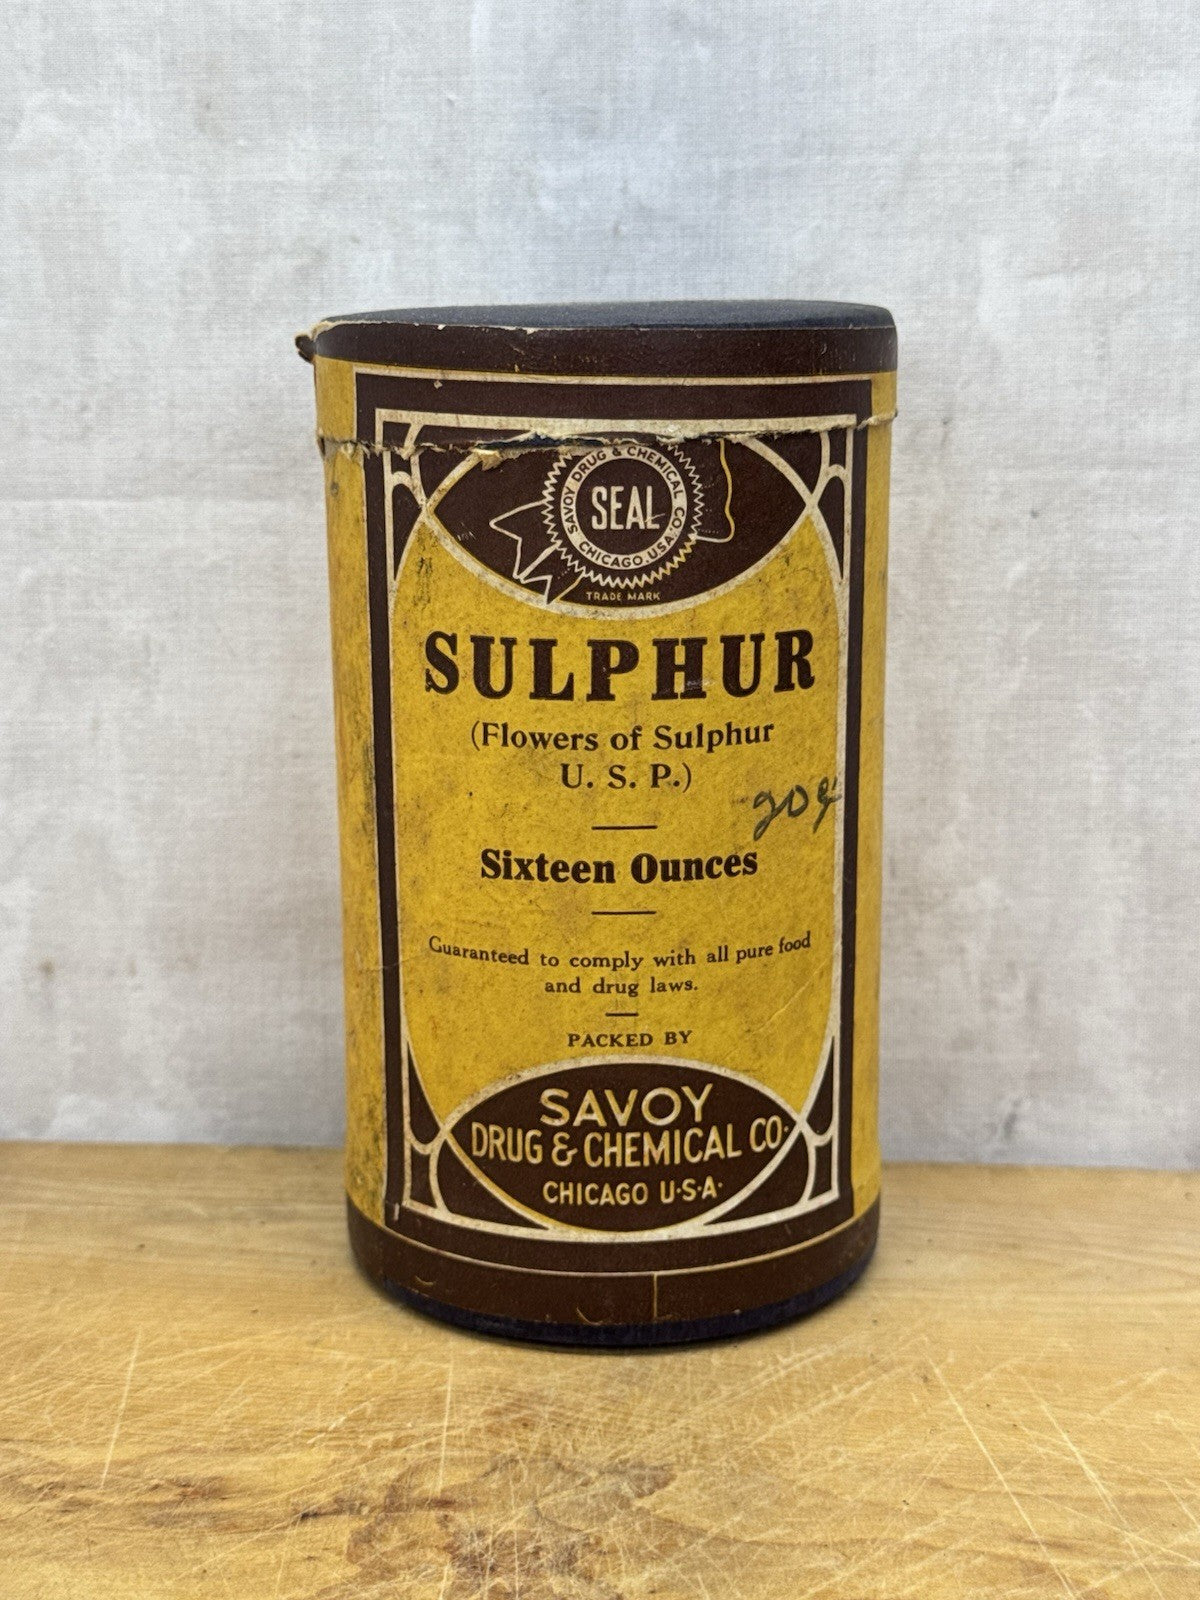 SAVOY DRUG & CHEMICAL CO.
CHICAGO. U.S.A.
SEAL
TRADE MARK
SULPHUR
(Flowers of Sulphur
U. S. P.)
Sixteen Ounces
Guaranteed to comply with all pure food
and drug laws.
PACKED BY
SAVOY
DRUG & CHEMICAL CO.
CHICAGO U·S·A·